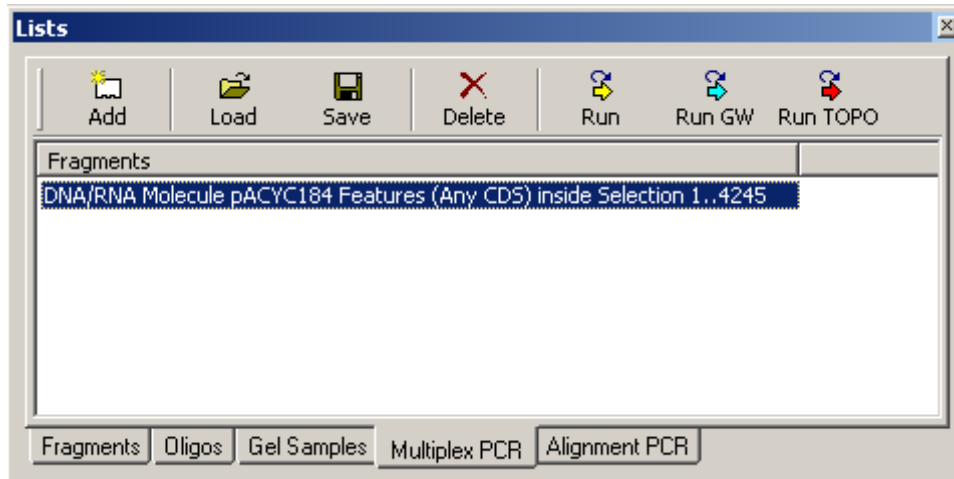 Lists
Add Load Save Delete Run Run GW Run TOPO
Fragments
DNA/RNA Molecule pACYC184 Features (Any CDS) inside Selection 1..4245
Fragments Oligos Gel Samples Multiplex PCR Alignment PCR